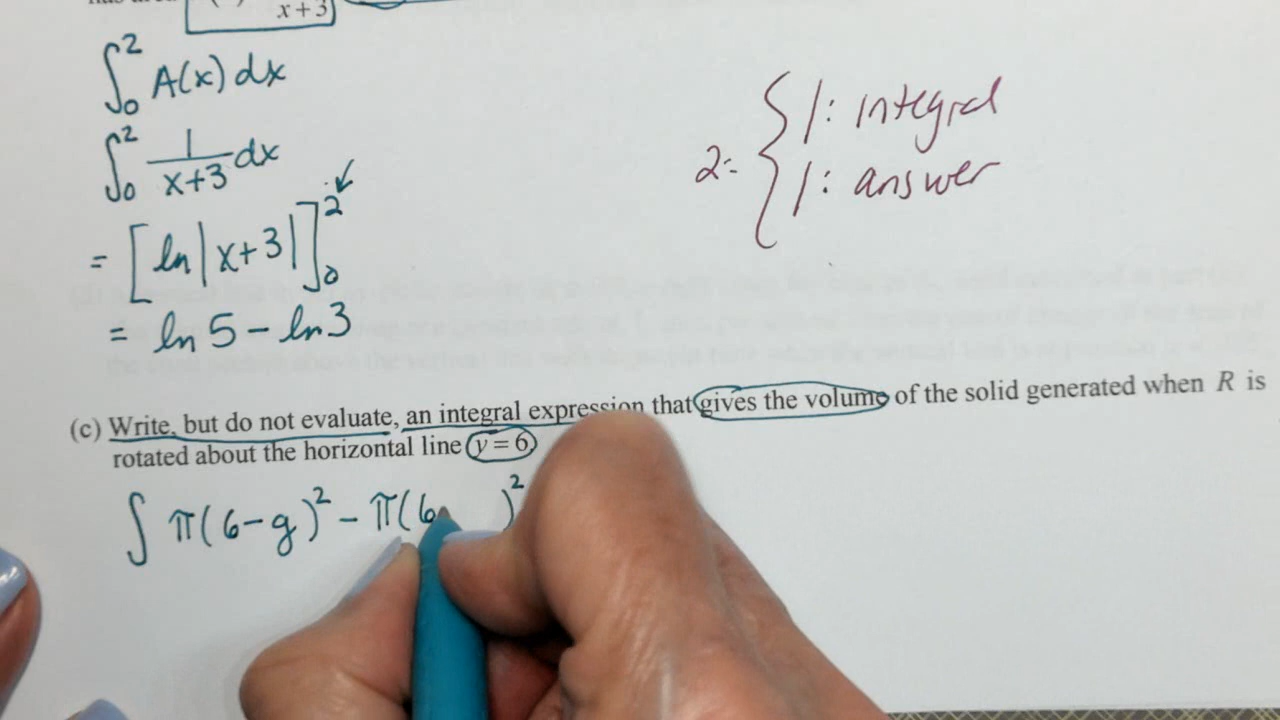 x+3
∫₀² A(x) dx
∫₀² 1/(x+3) dx
= [ln|x+3|]₀²
= ln 5 − ln 3
2: { 1: integral
1: answer
(c) Write, but do not evaluate, an integral expression that gives the volume of the solid generated when R is
rotated about the horizontal line y = 6.
∫ π(6−g)² − π(6 )²